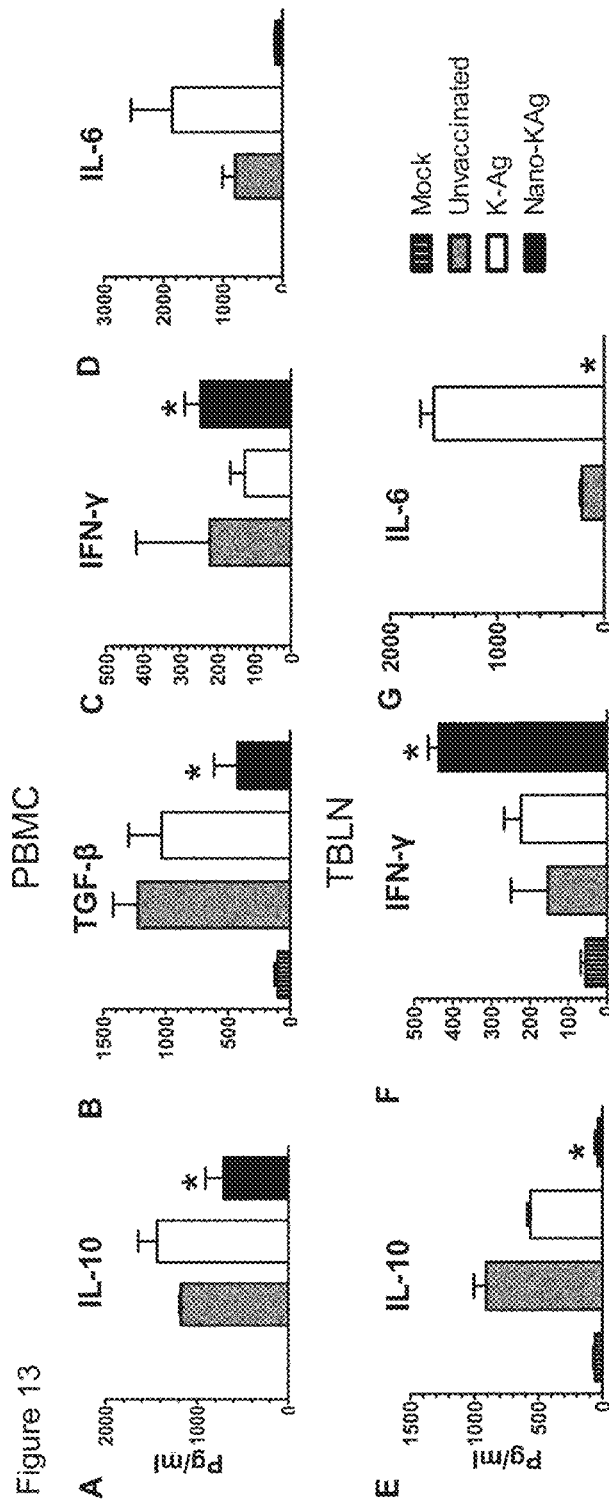 Figure 13
PBMC
A
IL-10
Pg/ml
2000
1000
0
*
B
TGF-β
1500
1000
500
0
*
C
IFN-γ
500
400
300
200
100
0
*
D
IL-6
3000
2000
1000
0
TBLN
E
IL-10
Pg/ml
1500
1000
500
0
*
F
IFN-γ
500
400
300
200
100
0
*
G
IL-6
2000
1000
0
*
Mock
Unvaccinated
K-Ag
Nano-KAg